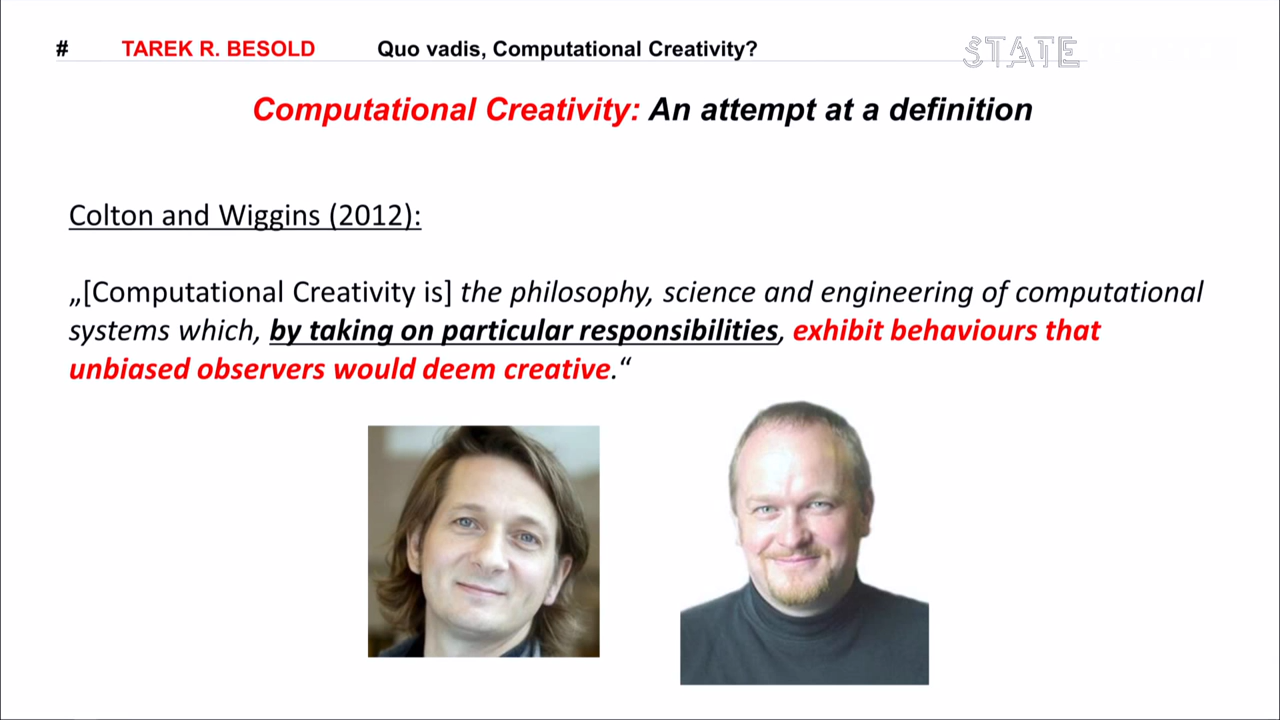 # TAREK R. BESOLD Quo vadis, Computational Creativity? STATE
Computational Creativity: An attempt at a definition
Colton and Wiggins (2012):
„[Computational Creativity is] the philosophy, science and engineering of computational
systems which, by taking on particular responsibilities, exhibit behaviours that
unbiased observers would deem creative.“